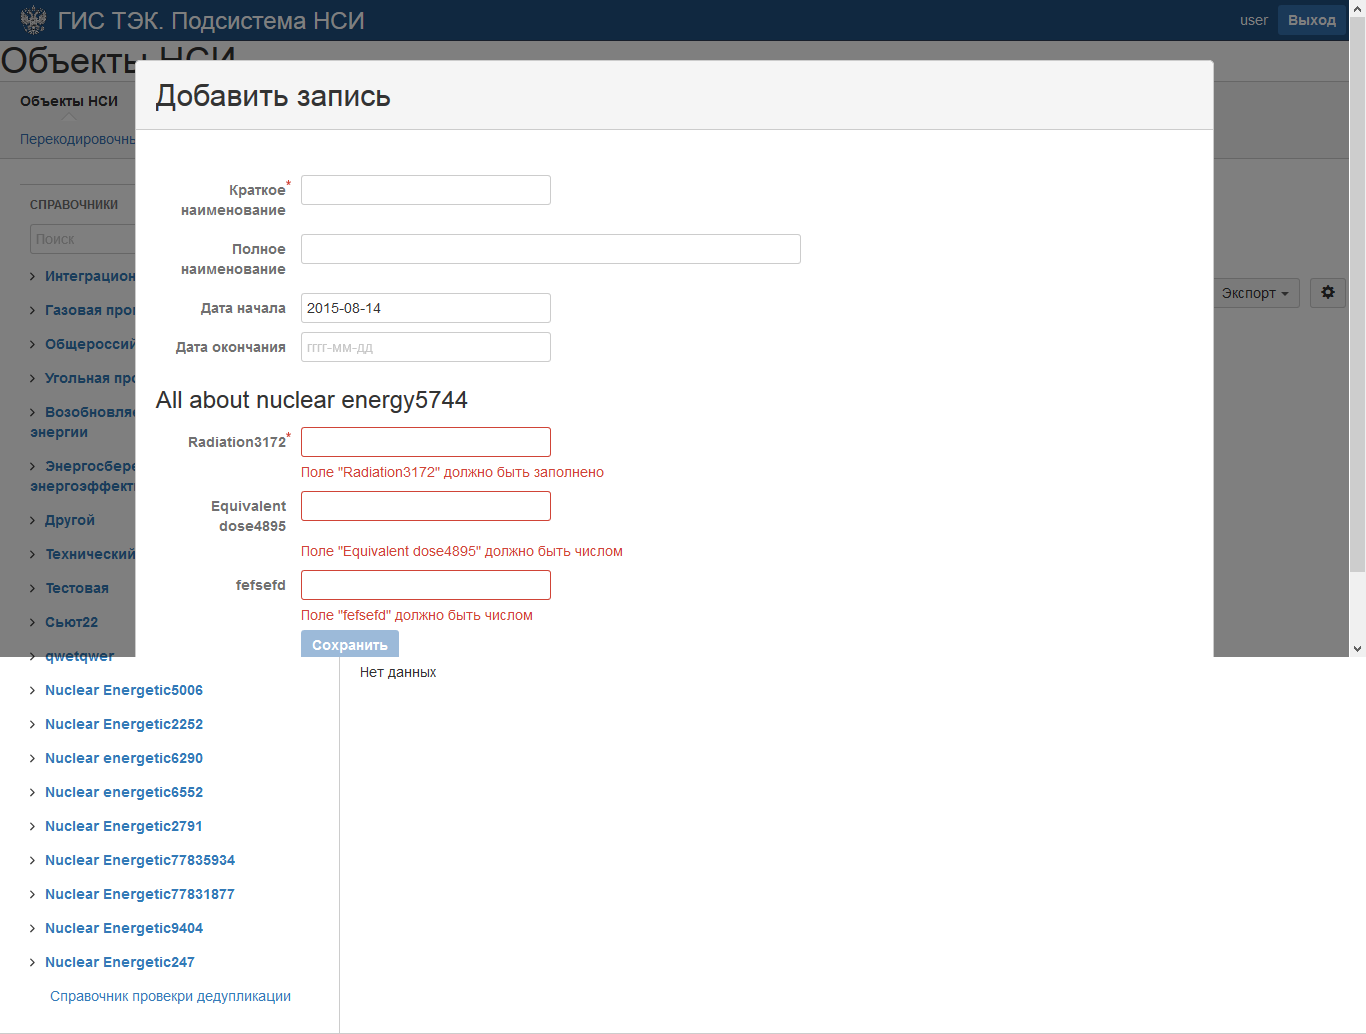 ГИС ТЭК. Подсистема НСИ
user
Выход
Объекты НСИ
Объекты НСИ
Перекодировочны
СПРАВОЧНИКИ
Поиск
Интеграцион
Газовая про
Общероссий
Угольная про
Возобновляе
энергии
Энергосбере
энергоэффект
Другой
Технический
Тестовая
Сьют22
qwetqwer
Nuclear Energetic5006
Nuclear Energetic2252
Nuclear energetic6290
Nuclear energetic6552
Nuclear Energetic2791
Nuclear Energetic77835934
Nuclear Energetic77831877
Nuclear Energetic9404
Nuclear Energetic247
Справочник провекри дедупликации
Экспорт
Добавить запись
Краткое*
наименование
Полное
наименование
Дата начала
2015-08-14
Дата окончания
гггг-мм-дд
All about nuclear energy5744
Radiation3172*
Поле "Radiation3172" должно быть заполнено
Equivalent
dose4895
Поле "Equivalent dose4895" должно быть числом
fefsefd
Поле "fefsefd" должно быть числом
Сохранить
Нет данных